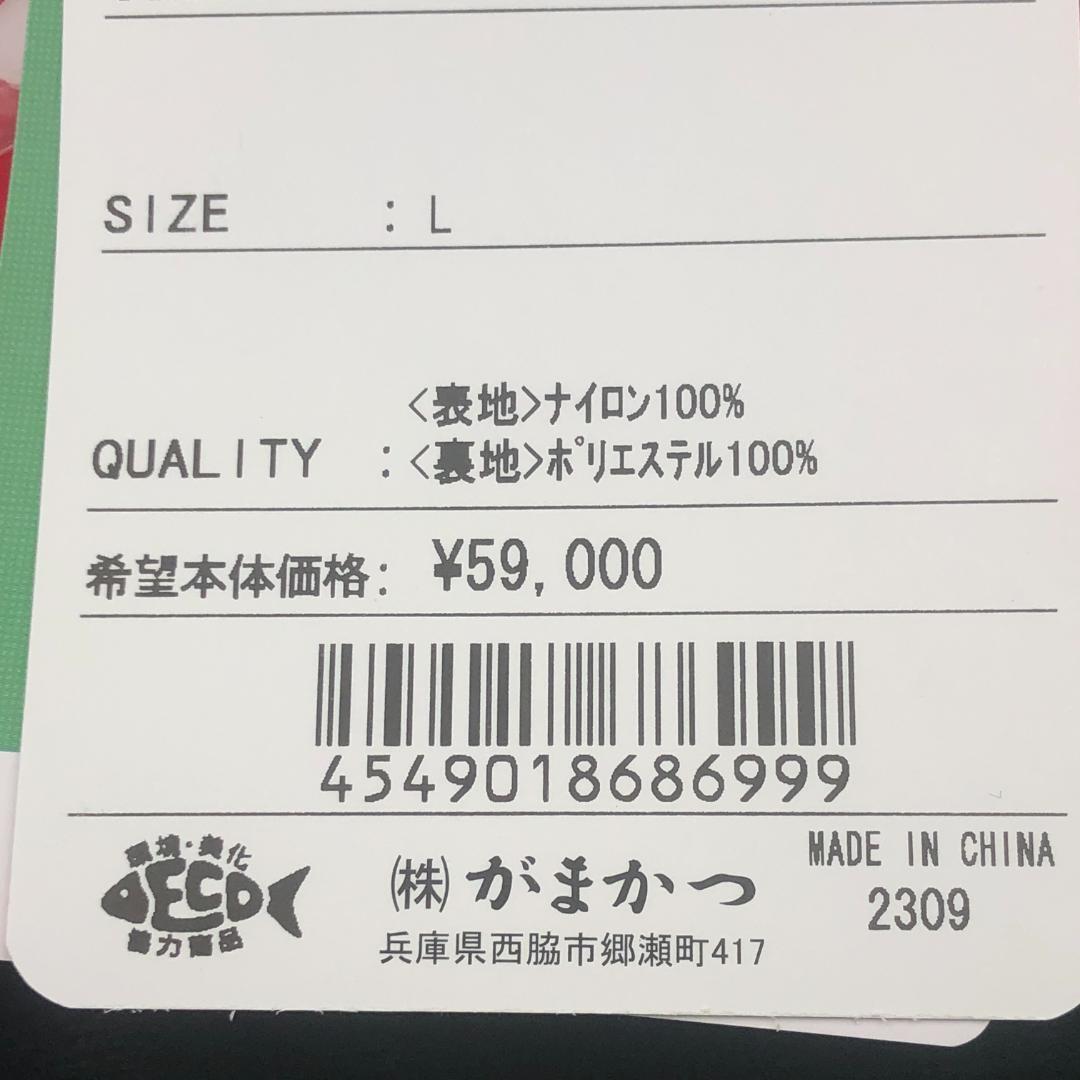 SIZE : L
<表地>ナイロン100%
QUALITY : <裏地>ポリエステル100%
希望本体価格: ¥59,000
4549018686999
環境・美化
ECO
協力商品
(株)がまかつ
兵庫県西脇市郷瀬町417
MADE IN CHINA
2309